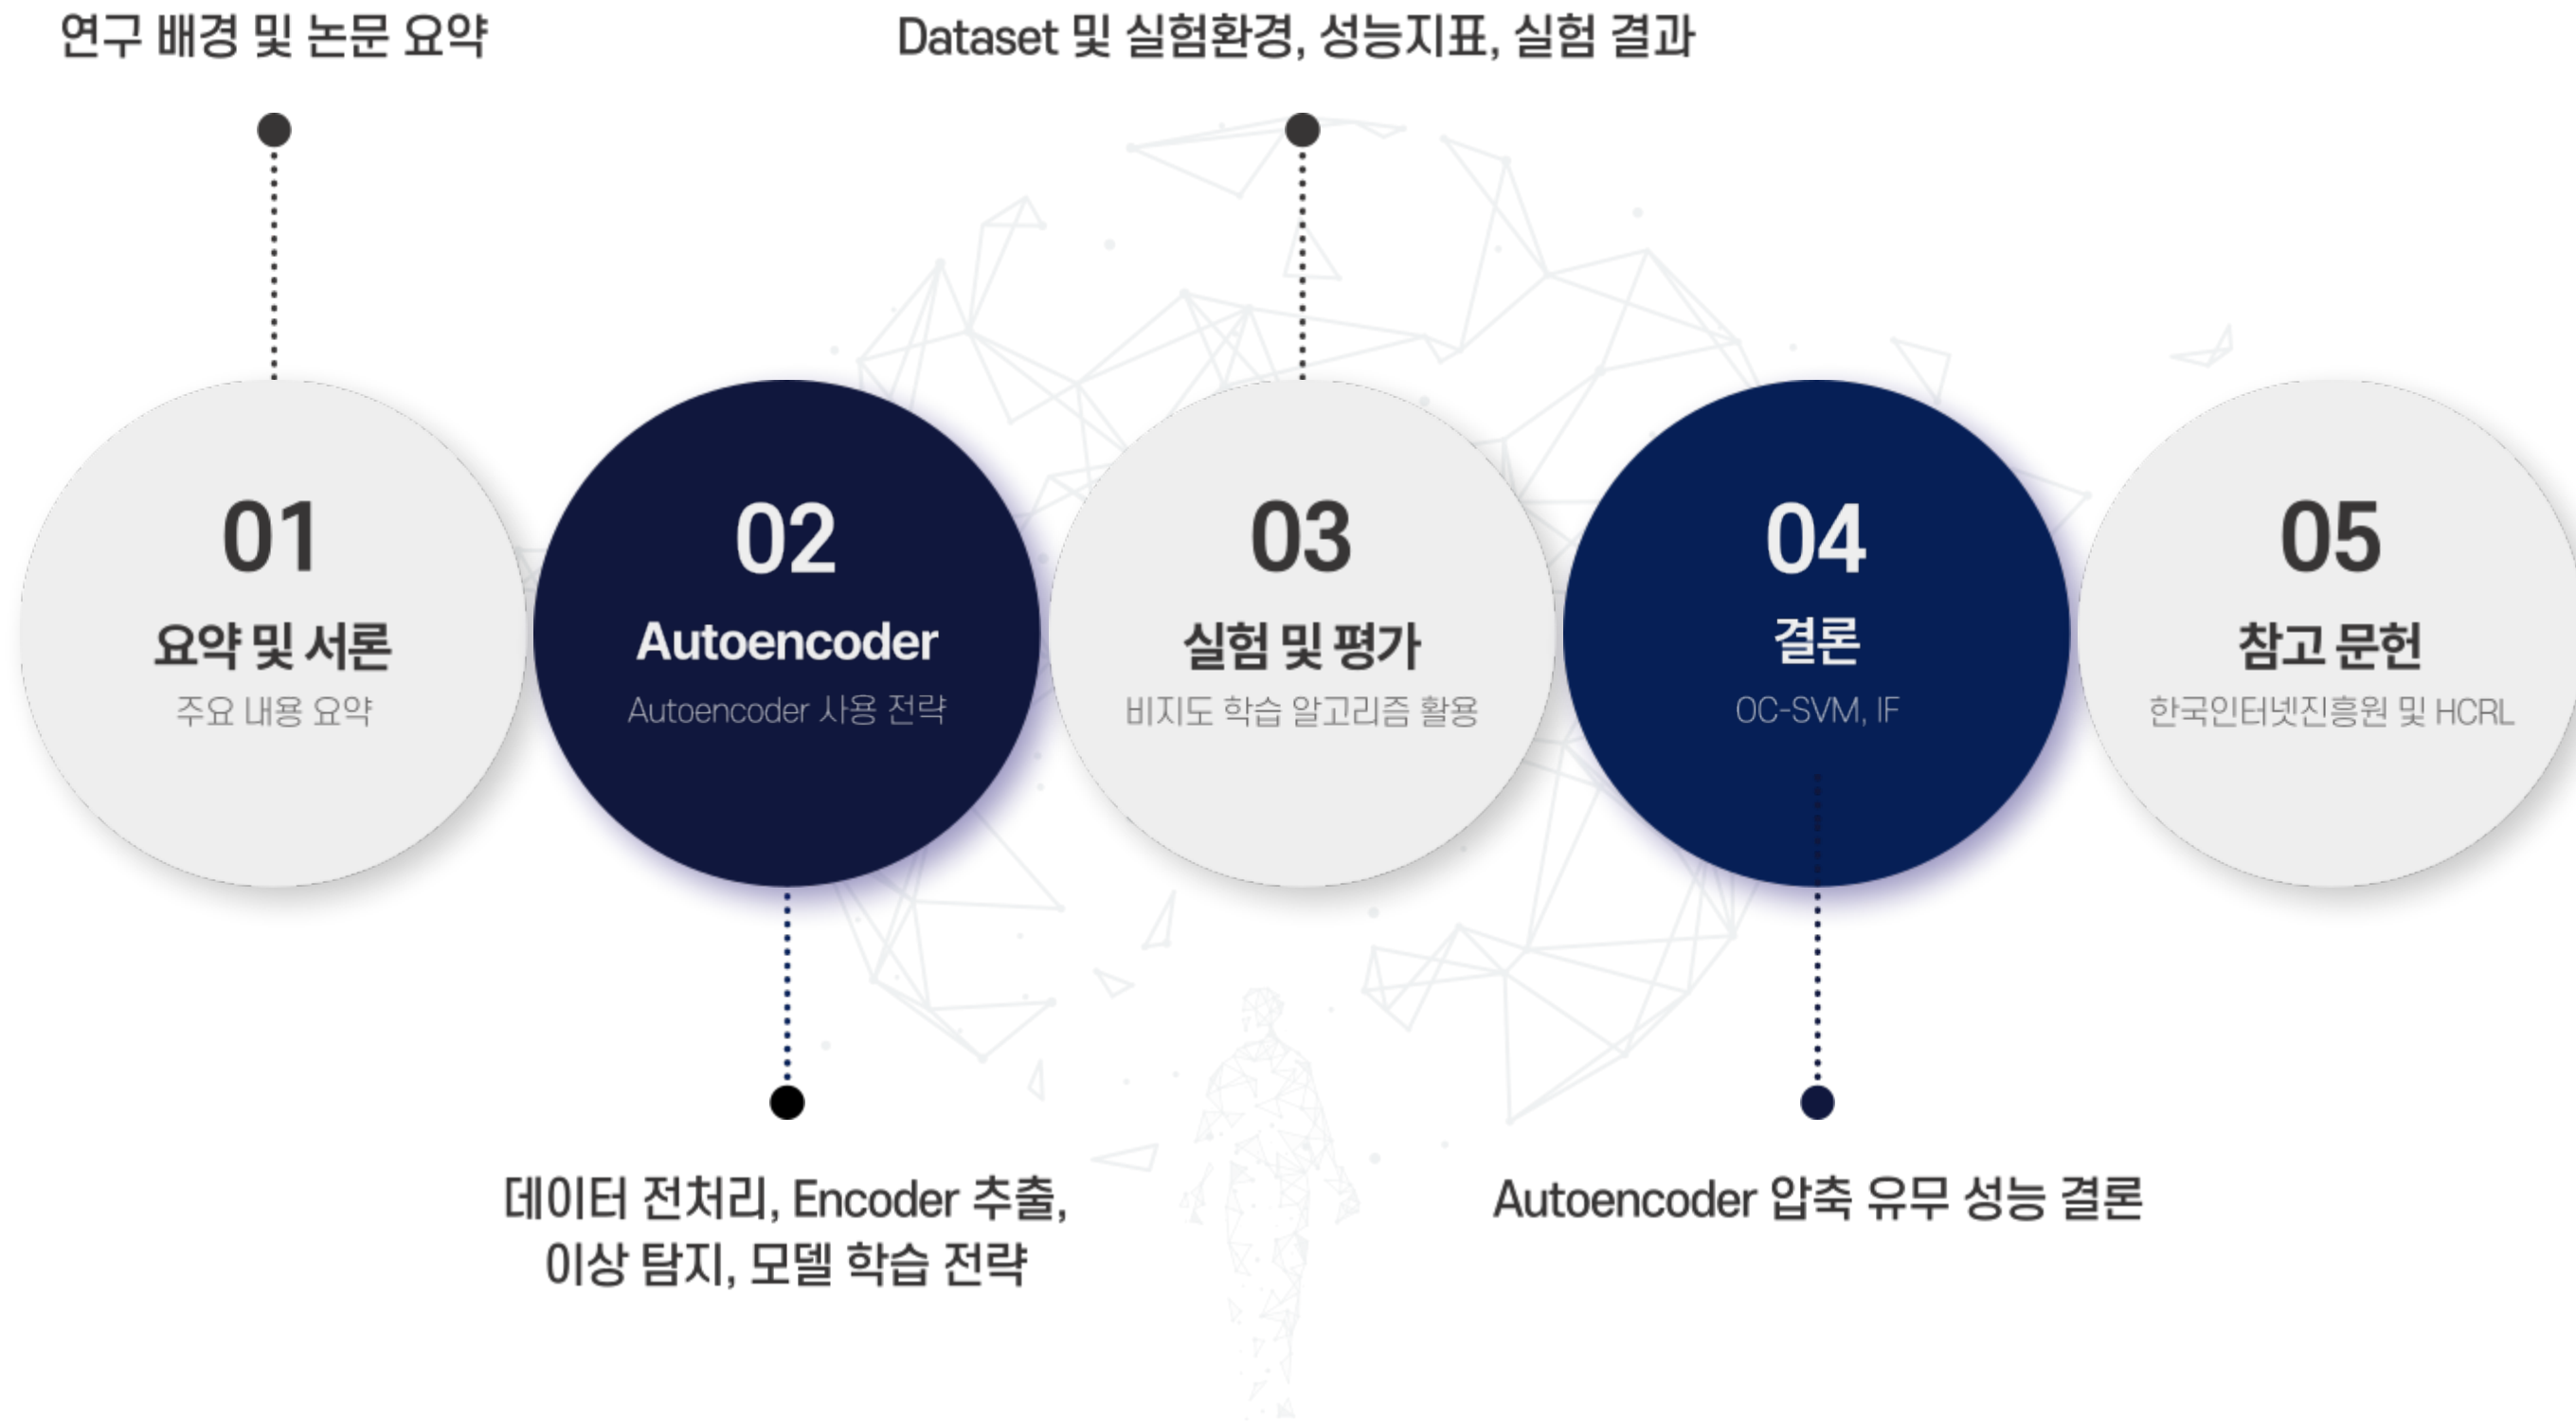 연구 배경 및 논문 요약
Dataset 및 실험환경, 성능지표, 실험 결과
01
요약 및 서론
주요 내용 요약
02
Autoencoder
Autoencoder 사용 전략
03
실험 및 평가
비지도 학습 알고리즘 활용
04
결론
OC-SVM, IF
05
참고 문헌
한국인터넷진흥원 및 HCRL
데이터 전처리, Encoder 추출,
이상 탐지, 모델 학습 전략
Autoencoder 압축 유무 성능 결론